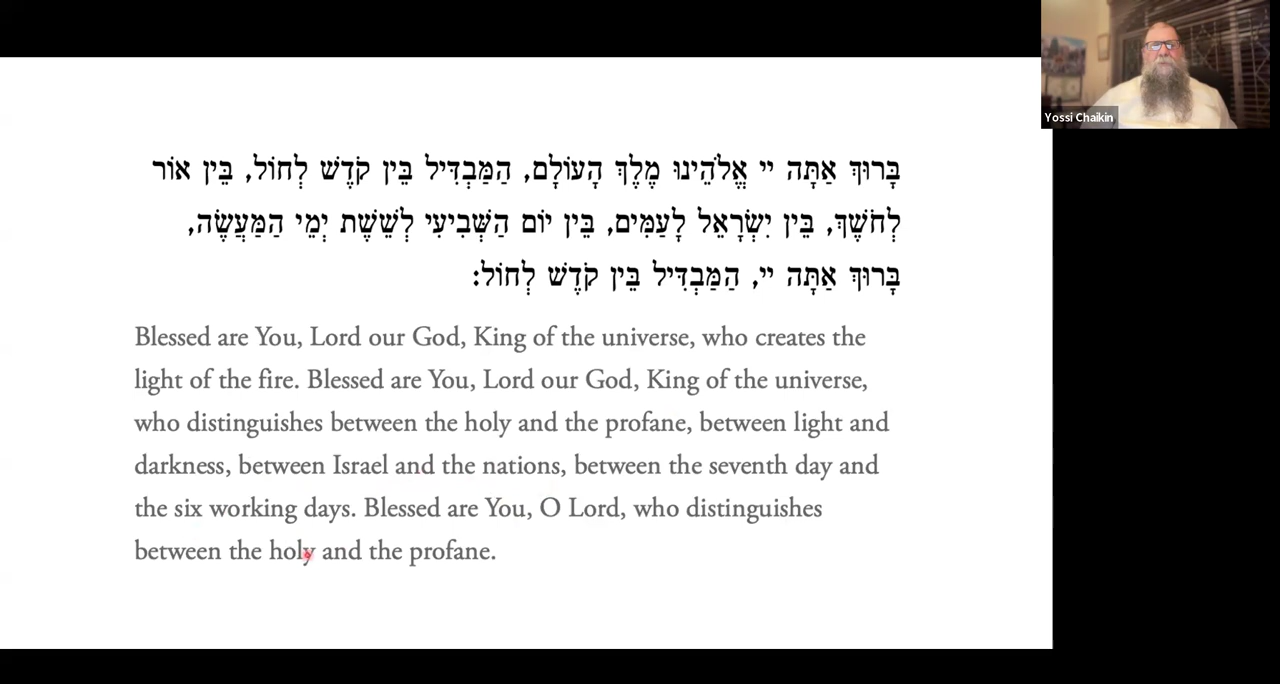 בָּרוּךְ אַתָּה יי אֱלֹהֵינוּ מֶלֶךְ הָעוֹלָם, הַמַּבְדִּיל בֵּין קֹדֶשׁ לְחוֹל, בֵּין אוֹר
לְחֹשֶׁךְ, בֵּין יִשְׂרָאֵל לָעַמִּים, בֵּין יוֹם הַשְּׁבִיעִי לְשֵׁשֶׁת יְמֵי הַמַּעֲשֶׂה,
בָּרוּךְ אַתָּה יי, הַמַּבְדִּיל בֵּין קֹדֶשׁ לְחוֹל:
Blessed are You, Lord our God, King of the universe, who creates the
light of the fire. Blessed are You, Lord our God, King of the universe,
who distinguishes between the holy and the profane, between light and
darkness, between Israel and the nations, between the seventh day and
the six working days. Blessed are You, O Lord, who distinguishes
between the holy and the profane.
Yossi Chaikin